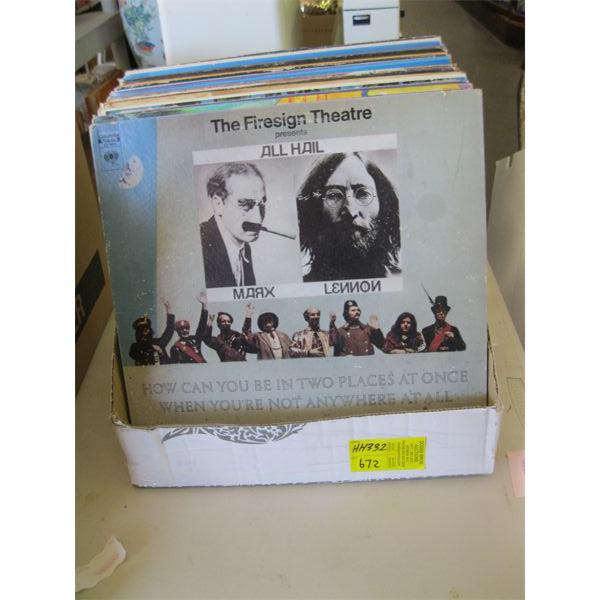 The Firesign Theatre
presents
ALL HAIL
MARX LENNON
HOW CAN YOU BE IN TWO PLACES AT ONCE
WHEN YOU'RE NOT ANYWHERE AT ALL
HH332
672